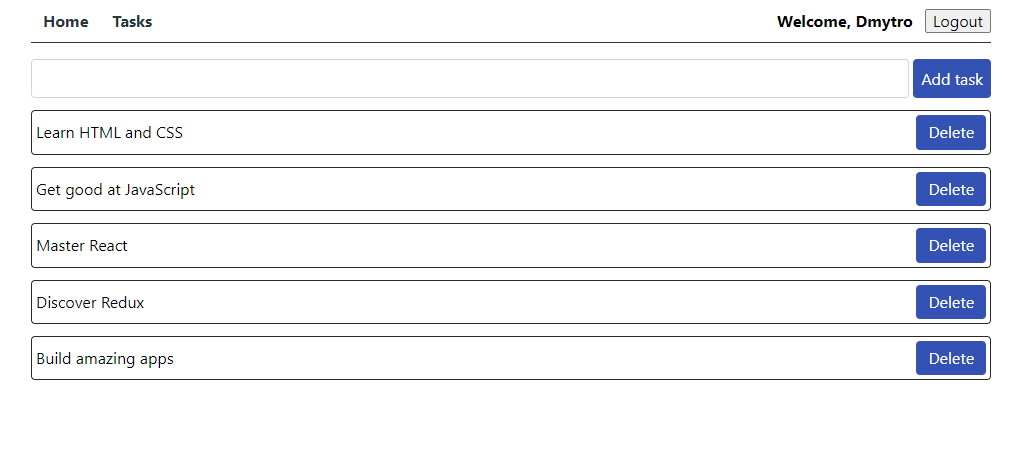 Home Tasks Welcome, Dmytro Logout
Add task
Learn HTML and CSS Delete
Get good at JavaScript Delete
Master React Delete
Discover Redux Delete
Build amazing apps Delete